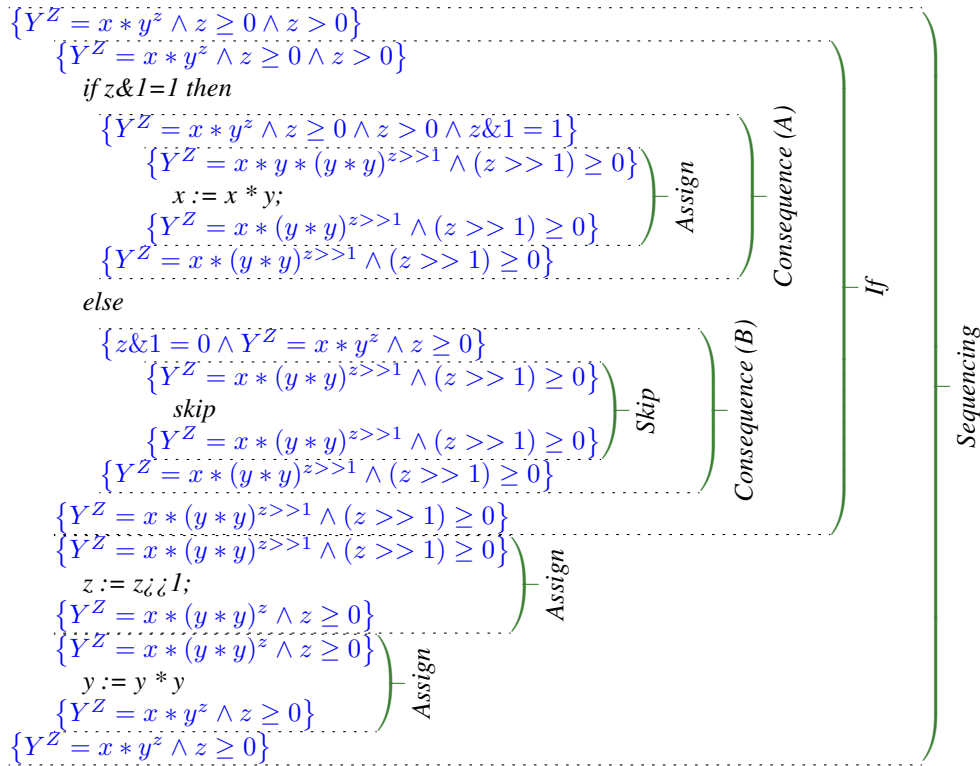 {Y^Z = x ∗ y^z ∧ z ≥ 0 ∧ z > 0}
{Y^Z = x ∗ y^z ∧ z ≥ 0 ∧ z > 0}
if z&1=1 then
{Y^Z = x ∗ y^z ∧ z ≥ 0 ∧ z > 0 ∧ z&1 = 1}
{Y^Z = x ∗ y ∗ (y ∗ y)^{z>>1} ∧ (z >> 1) ≥ 0}
x := x * y;
{Y^Z = x ∗ (y ∗ y)^{z>>1} ∧ (z >> 1) ≥ 0}
Assign
{Y^Z = x ∗ (y ∗ y)^{z>>1} ∧ (z >> 1) ≥ 0}
Consequence (A)
else
{z&1 = 0 ∧ Y^Z = x ∗ y^z ∧ z ≥ 0}
{Y^Z = x ∗ (y ∗ y)^{z>>1} ∧ (z >> 1) ≥ 0}
skip
{Y^Z = x ∗ (y ∗ y)^{z>>1} ∧ (z >> 1) ≥ 0}
Skip
{Y^Z = x ∗ (y ∗ y)^{z>>1} ∧ (z >> 1) ≥ 0}
Consequence (B)
{Y^Z = x ∗ (y ∗ y)^{z>>1} ∧ (z >> 1) ≥ 0}
If
{Y^Z = x ∗ (y ∗ y)^{z>>1} ∧ (z >> 1) ≥ 0}
z := z¿¿1;
{Y^Z = x ∗ (y ∗ y)^z ∧ z ≥ 0}
Assign
{Y^Z = x ∗ (y ∗ y)^z ∧ z ≥ 0}
y := y * y
{Y^Z = x ∗ y^z ∧ z ≥ 0}
Assign
{Y^Z = x ∗ y^z ∧ z ≥ 0}
Sequencing